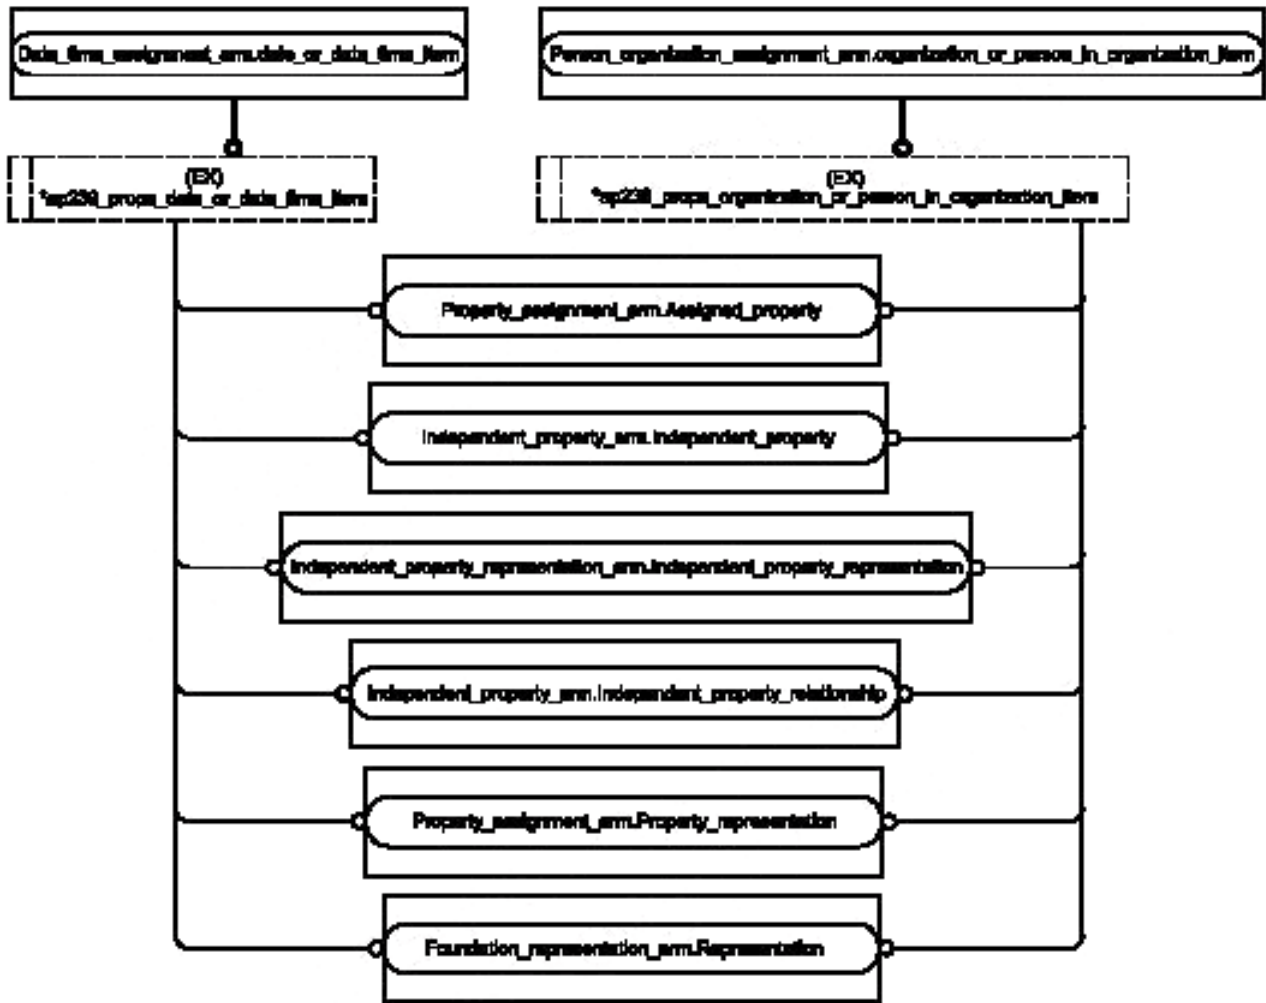 Date_time_assignment_arm.date_or_date_time_item
Person_organization_assignment_arm.organization_or_person_in_organization_item
(EX)
*ap239_props_date_or_date_time_item
(EX)
*ap239_props_organization_or_person_in_organization_item
Property_assignment_arm.Assigned_property
Independent_property_arm.Independent_property
Independent_property_representation_arm.Independent_property_representation
Independent_property_arm.Independent_property_relationship
Property_assignment_arm.Property_representation
Foundation_representation_arm.Representation